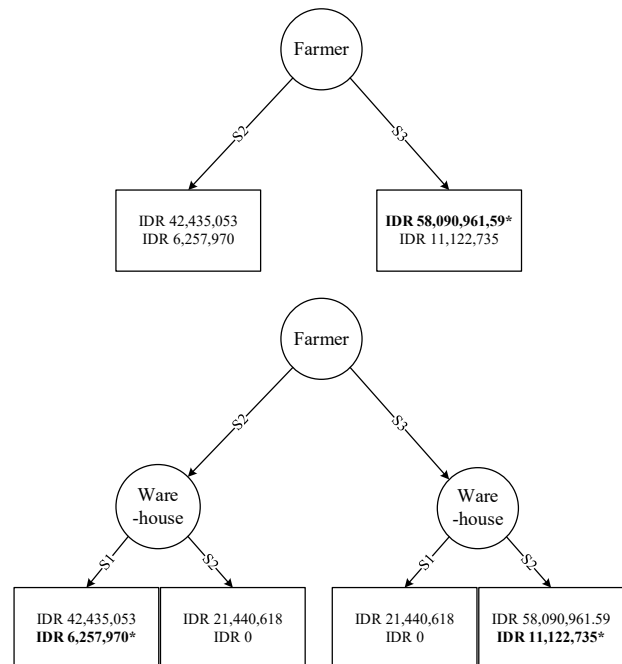 Farmer
S2
S3
IDR 42,435,053
IDR 6,257,970
IDR 58,090,961,59*
IDR 11,122,735
Farmer
S2
S3
Ware
-house
Ware
-house
S1
S2
S1
S2
IDR 42,435,053
IDR 6,257,970*
IDR 21,440,618
IDR 0
IDR 21,440,618
IDR 0
IDR 58,090,961.59
IDR 11,122,735*